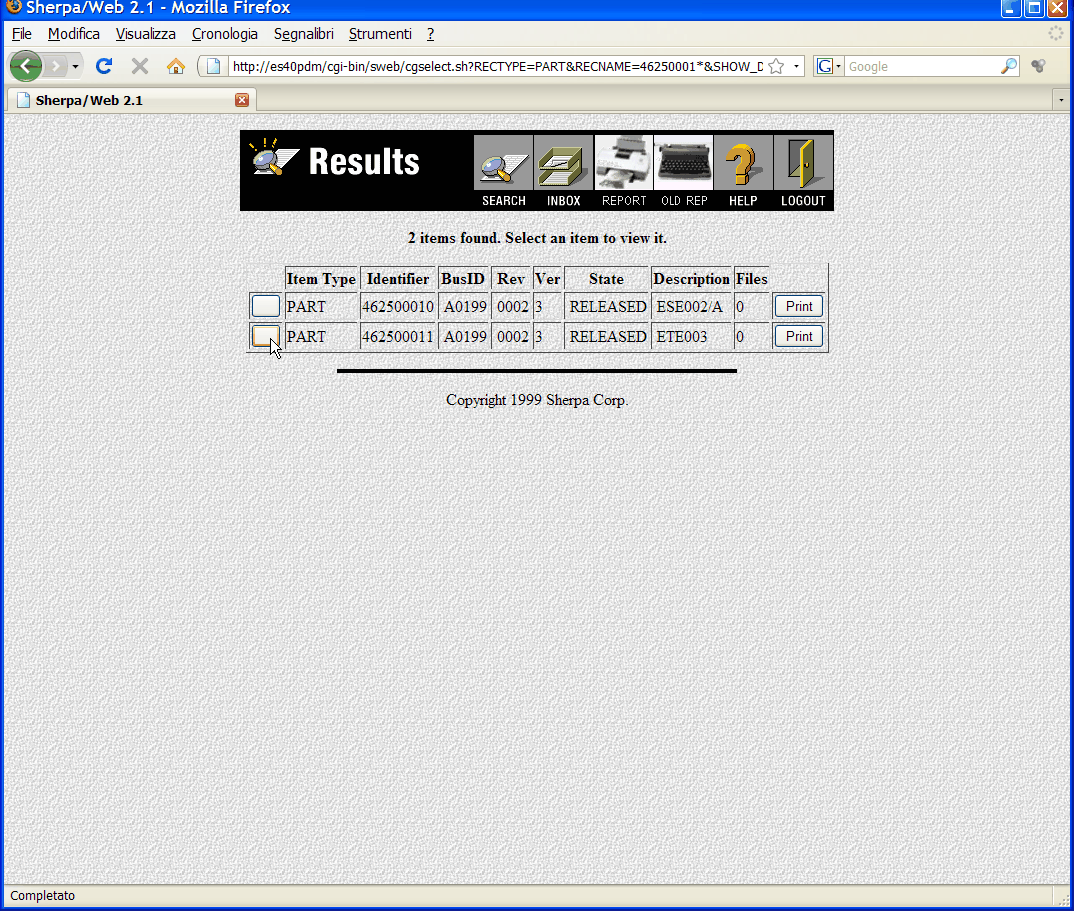 Sherpa/Web 2.1 - Mozilla Firefox
File Modifica Visualizza Cronologia Segnalibri Strumenti ?
http://es40pdm/cgi-bin/sweb/cgselect.sh?RECTYPE=PART&RECNAME=46250001*&SHOW_D G Google
Sherpa/Web 2.1
Results
SEARCH INBOX REPORT OLD REP HELP LOGOUT
2 items found. Select an item to view it.
Item Type Identifier BusID Rev Ver State Description Files
PART 462500010 A0199 0002 3 RELEASED ESE002/A 0 Print
PART 462500011 A0199 0002 3 RELEASED ETE003 0 Print
Copyright 1999 Sherpa Corp.
Completato